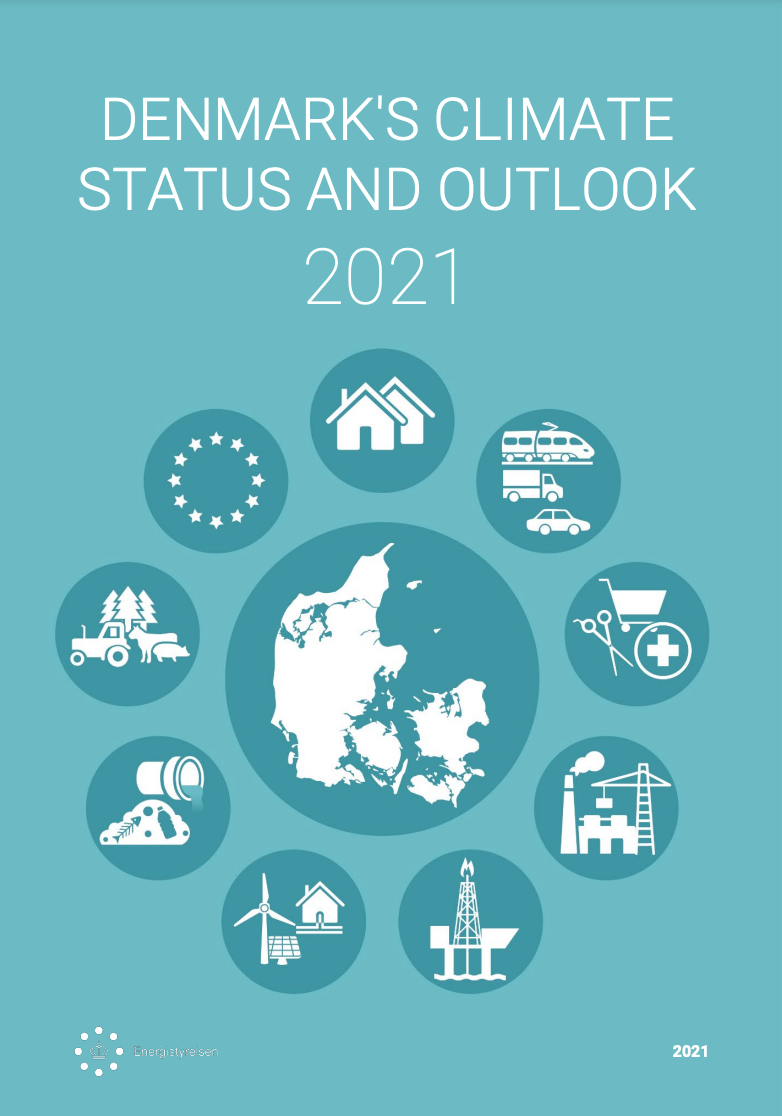 DENMARK'S CLIMATE
STATUS AND OUTLOOK
2021
Energistyrelsen
2021